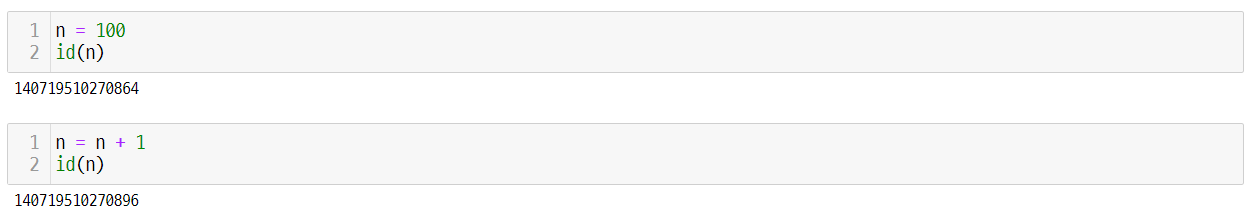 1 n = 100
2 id(n)
140719510270864
1 n = n + 1
2 id(n)
140719510270896